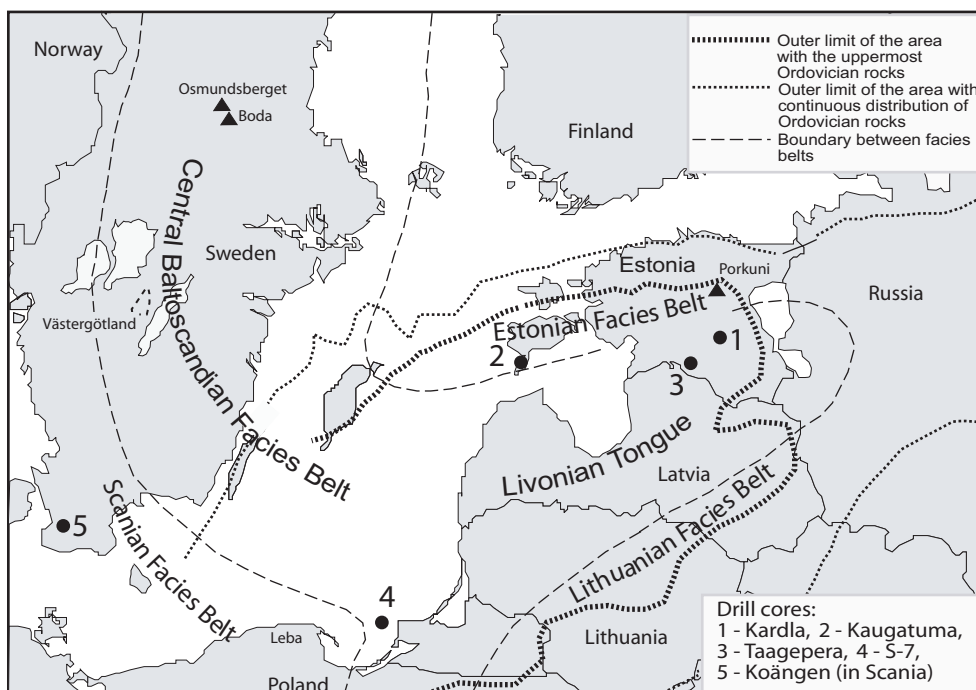 Norway
Osmundsberget
Boda
Finland
Outer limit of the area
with the uppermost
Ordovician rocks
Outer limit of the area with
continuous distribution of
Ordovician rocks
Boundary between facies
belts
Central Baltoscandian Facies Belt
Sweden
Västergötland
Estonia
Porkuni
Russia
Estonian Facies Belt
1
2
3
Livonian Tongue
Latvia
Lithuanian Facies Belt
Scanian Facies Belt
5
4
Leba
Poland
Lithuania
Drill cores:
1 - Kardla, 2 - Kaugatuma,
3 - Taagepera, 4 - S-7,
5 - Koängen (in Scania)